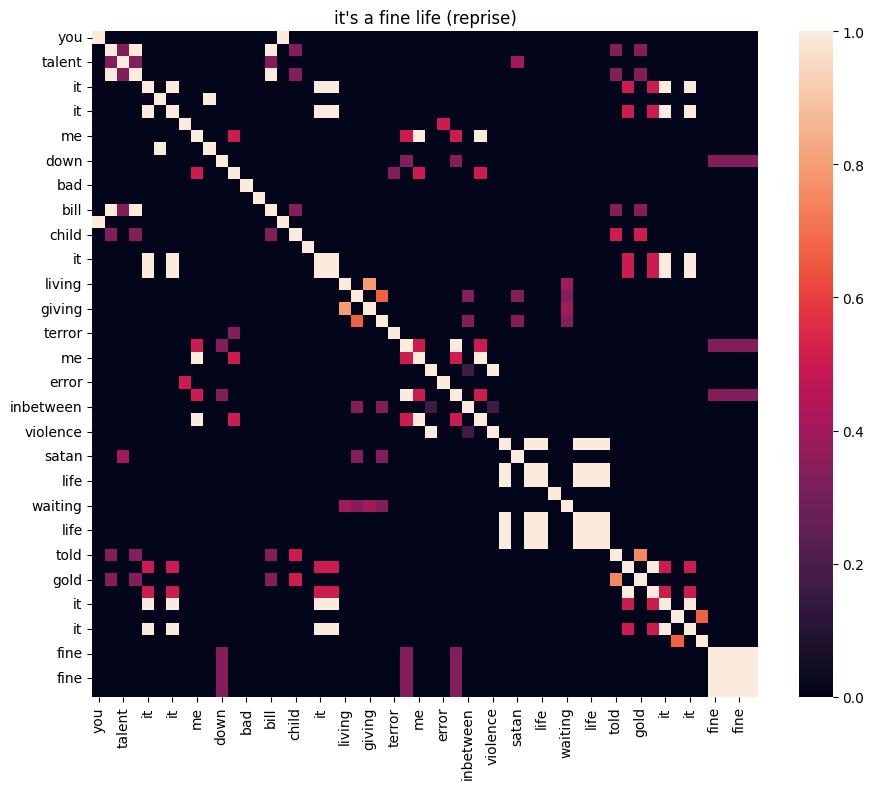 it's a fine life (reprise)
you
talent
it
it
me
down
bad
bill
child
it
living
giving
terror
me
error
inbetween
violence
satan
life
waiting
life
told
gold
it
it
fine
fine
1.0
0.8
0.6
0.4
0.2
0.0
you
talent
it
it
me
down
bad
bill
child
it
living
giving
terror
me
error
inbetween
violence
satan
life
waiting
life
told
gold
it
it
fine
fine